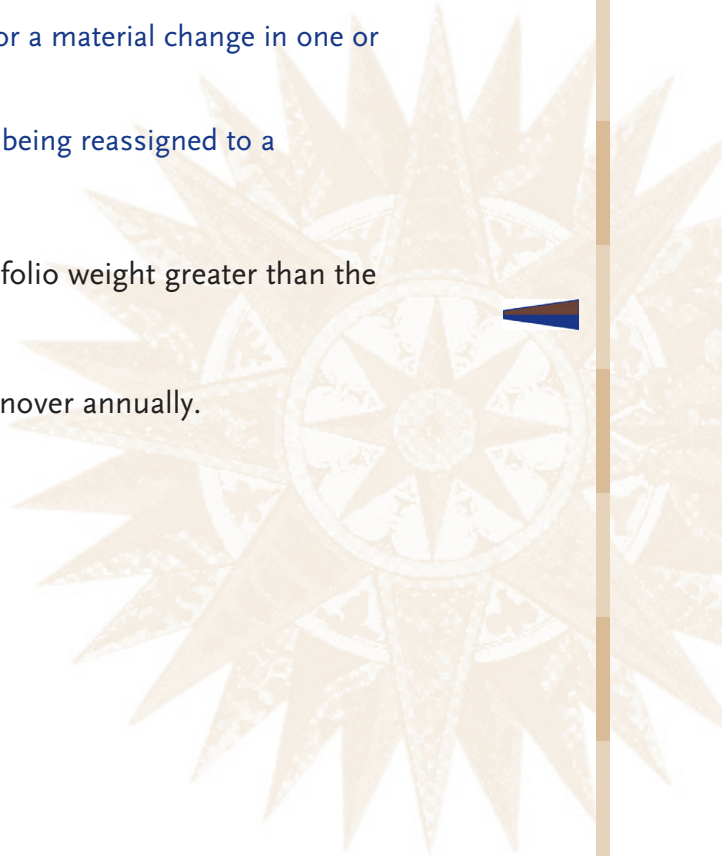 or a material change in one or
being reassigned to a
folio weight greater than the
nover annually.